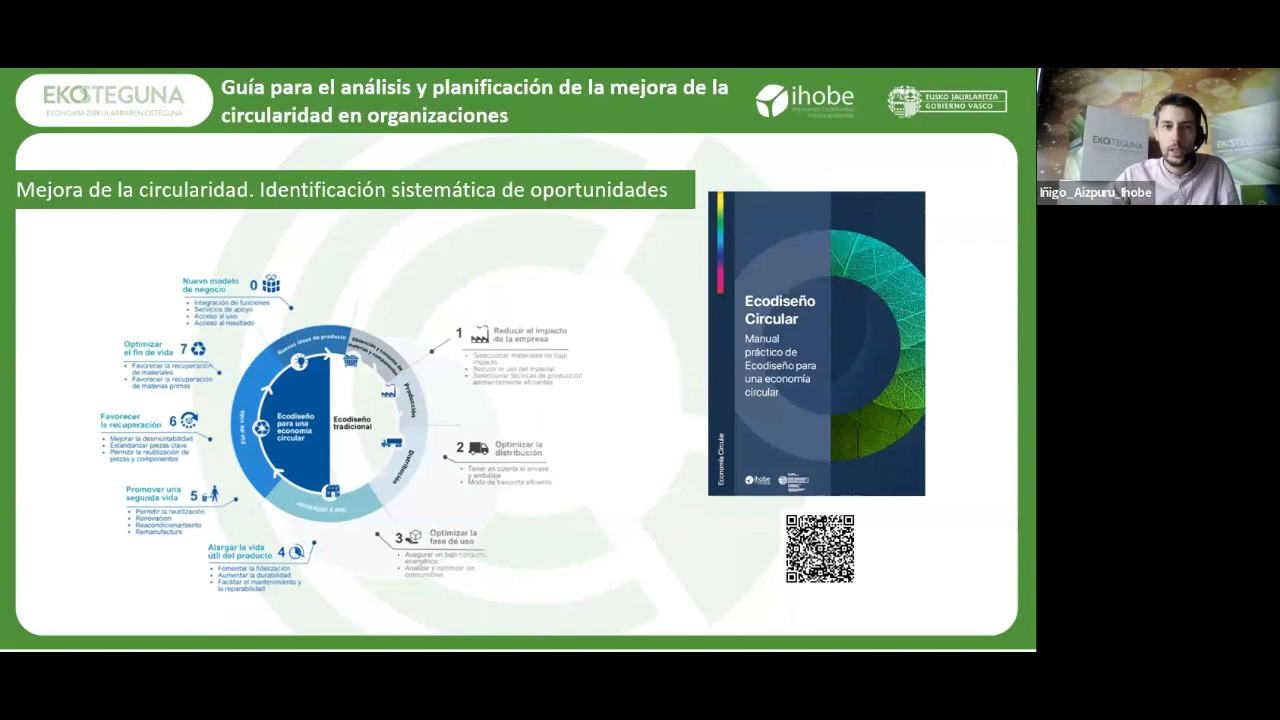 EKOSTEGUNA
EKONOMIA ZIRKULARRAREN OSTEGUNA
Guía para el análisis y planificación de la mejora de la
circularidad en organizaciones
ihobe
EUSKO JAURLARITZA
GOBIERNO VASCO
Mejora de la circularidad. Identificación sistemática de oportunidades
Nuevo modelo
de negocio
0
• Integración de funciones
• Servicios de apoyo
• Acceso al uso
• Acceso al resultado
Optimizar
el fin de vida
7
• Favorecer la recuperación
de materiales
• Favorecer la recuperación
de materias primas
Favorecer
la recuperación
6
• Mejorar la desmontabilidad
• Estandarizar piezas clave
• Permitir la reutilización de
piezas y componentes
Promover una
segunda vida
5
• Permitir la reutilización
• Renovación
• Reacondicionamiento
• Remanufactura
Alargar la vida
útil del producto
4
• Fomentar la fidelización
• Aumentar la durabilidad
• Facilitar el mantenimiento y
la reparabilidad
Nuevas ideas de producto
Producción
Distribución
Uso y utilización
Fin de vida
Ecodiseño
para una
economía
circular
Ecodiseño
tradicional
1
Reducir el impacto
de la empresa
• Seleccionar materiales de bajo
impacto
• Reducir el uso del material
• Seleccionar técnicas de producción
ambientalmente eficientes
2
Optimizar la
distribución
• Tener en cuenta el envase
y embalaje
• Modo de trasporte eficiente
3
Optimizar la
fase de uso
• Asegurar un bajo consumo
energético
• Analizar y optimizar los
consumibles
Ecodiseño
Circular
Manual
práctico de
Ecodiseño para
una economía
circular
Economía Circular
ihobe
EKOSTEGUNA
Iñigo_Aizpuru_Ihobe